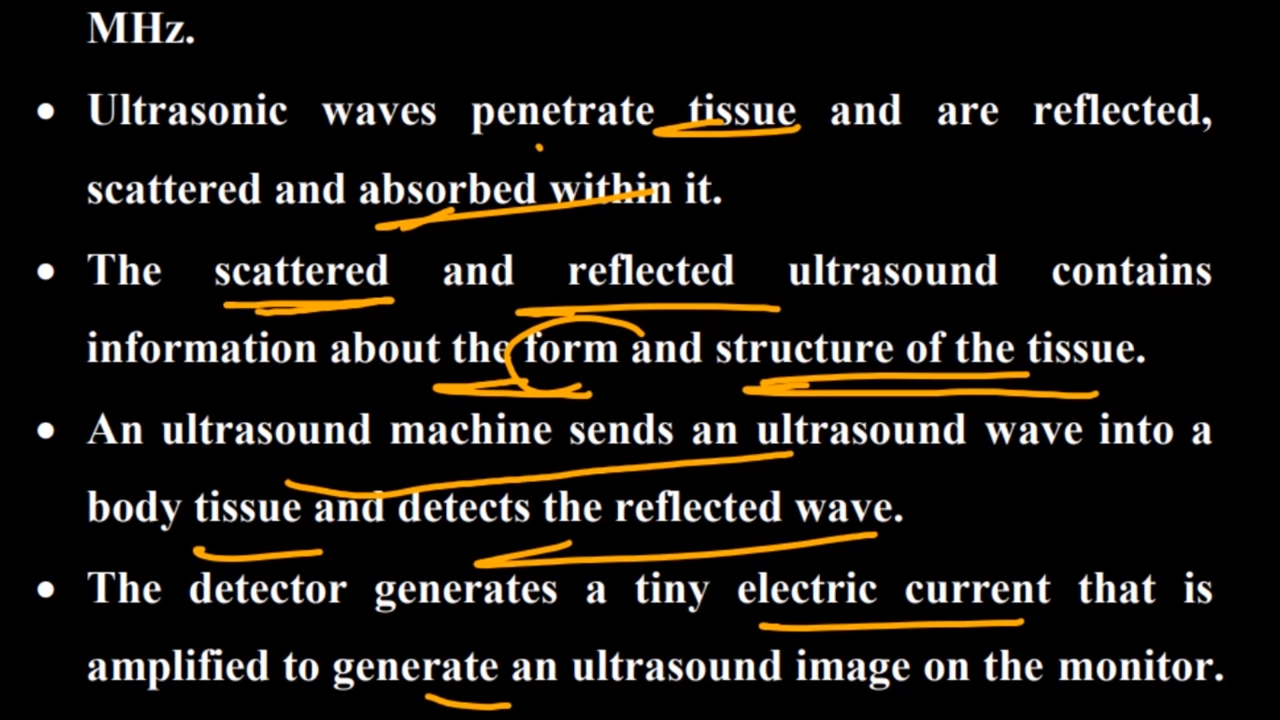 MHz.
• Ultrasonic waves penetrate tissue and are reflected,
scattered and absorbed within it.
• The scattered and reflected ultrasound contains
information about the form and structure of the tissue.
• An ultrasound machine sends an ultrasound wave into a
body tissue and detects the reflected wave.
• The detector generates a tiny electric current that is
amplified to generate an ultrasound image on the monitor.